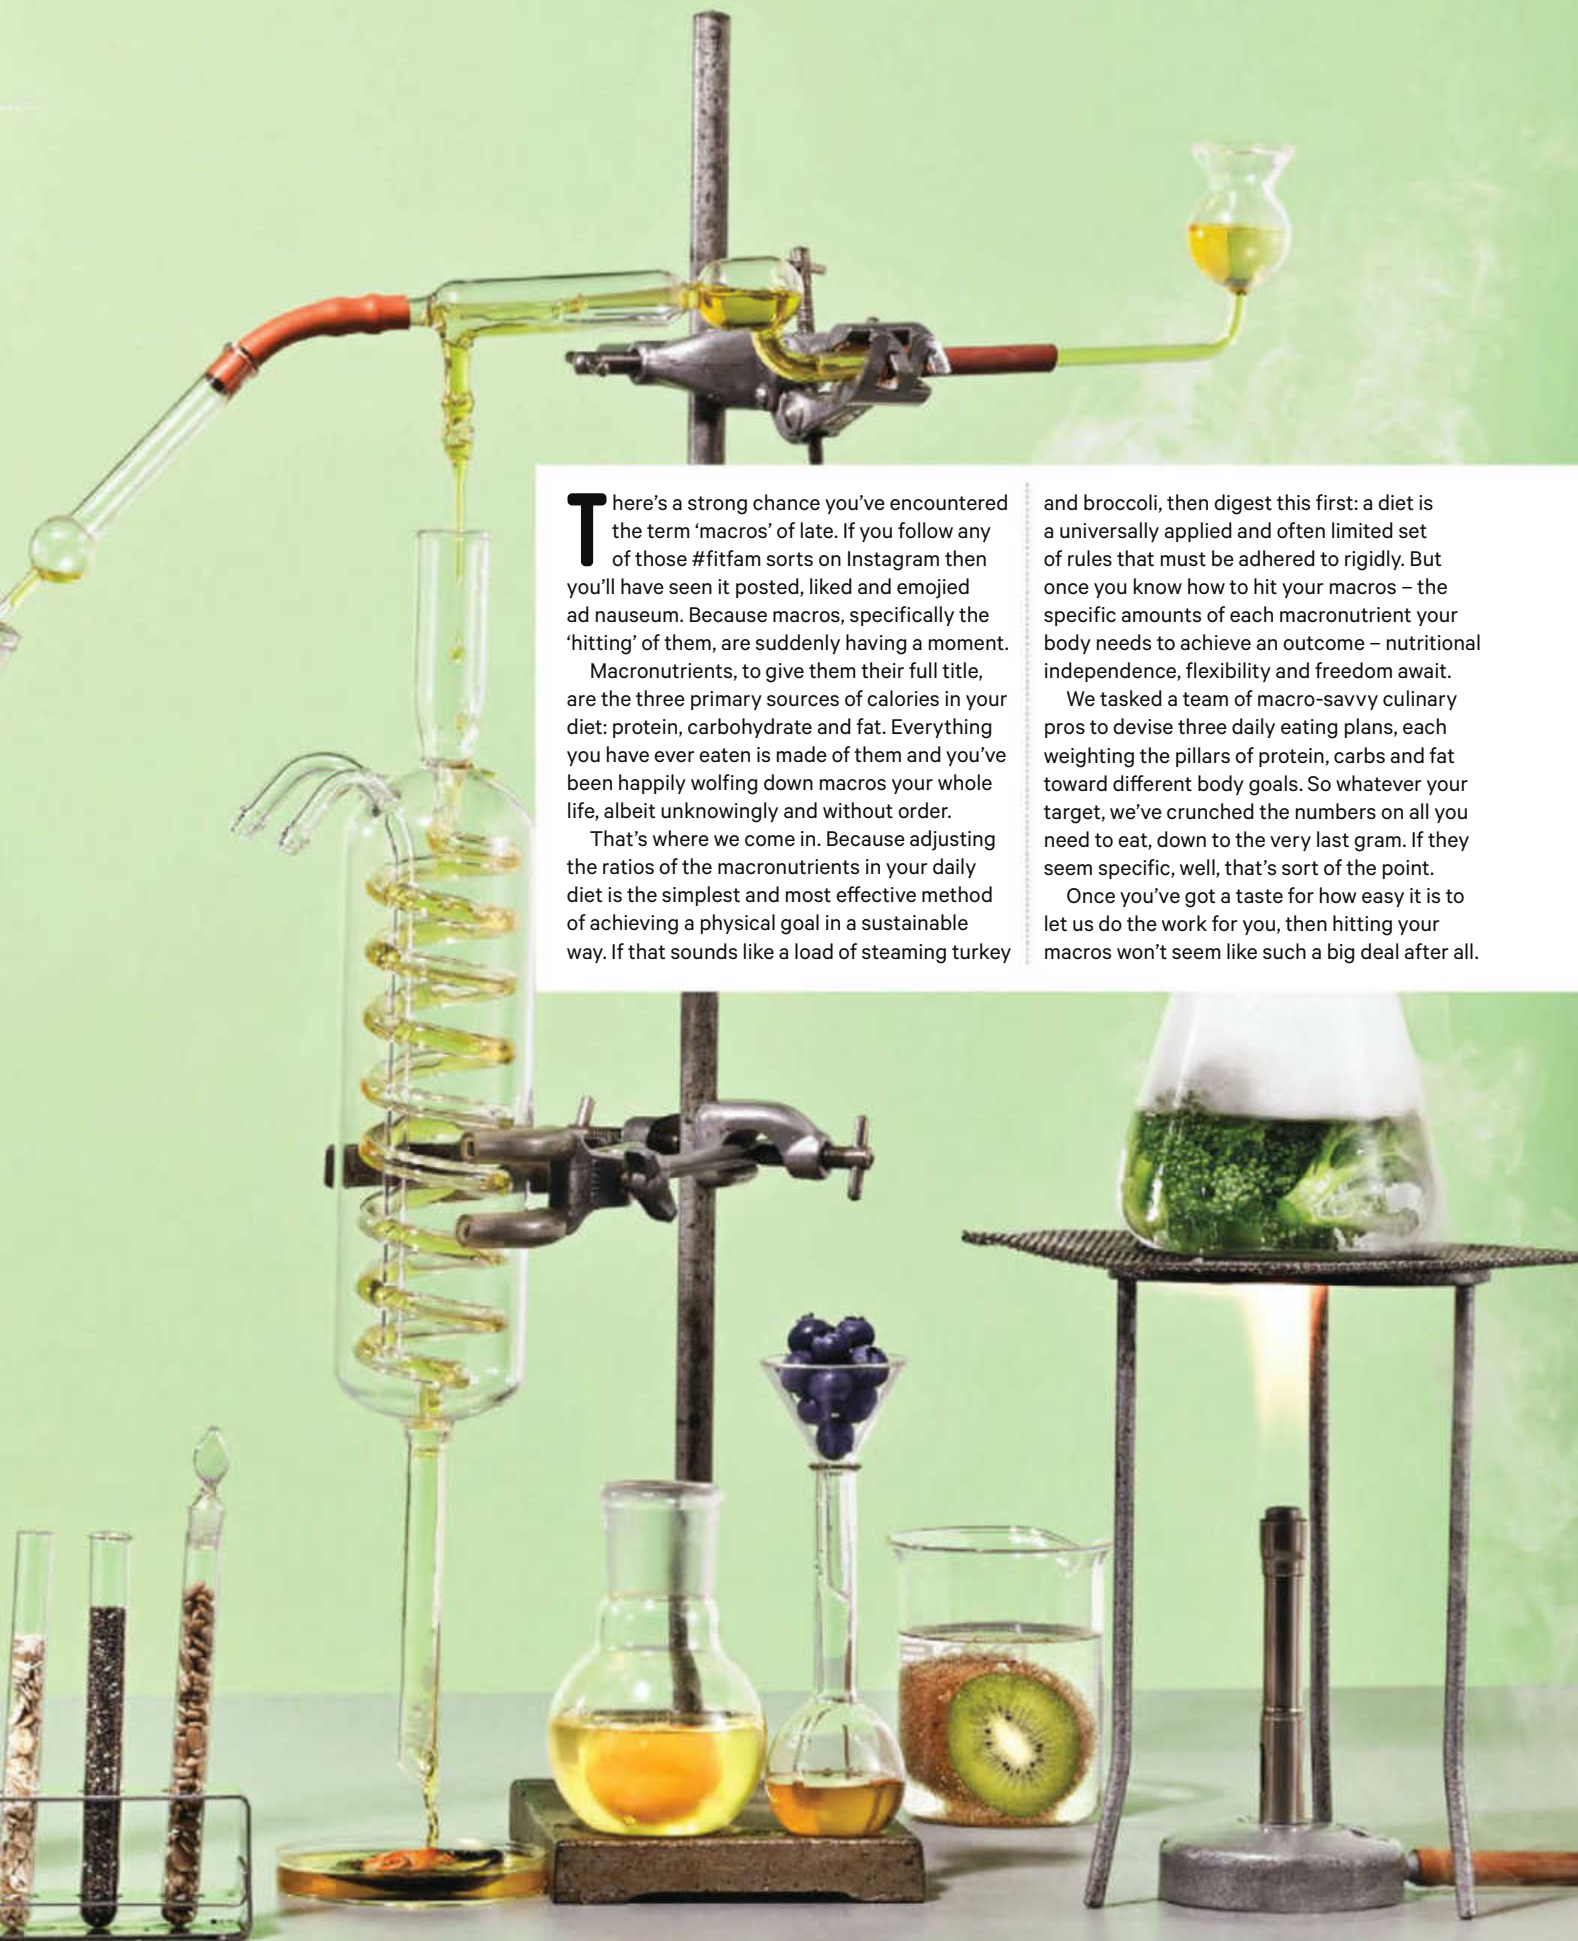 There's a strong chance you've encountered
the term 'macros' of late. If you follow any
of those #fitfam sorts on Instagram then
you'll have seen it posted, liked and emojied
ad nauseum. Because macros, specifically the
'hitting' of them, are suddenly having a moment.
Macronutrients, to give them their full title,
are the three primary sources of calories in your
diet: protein, carbohydrate and fat. Everything
you have ever eaten is made of them and you've
been happily wolfing down macros your whole
life, albeit unknowingly and without order.
That's where we come in. Because adjusting
the ratios of the macronutrients in your daily
diet is the simplest and most effective method
of achieving a physical goal in a sustainable
way. If that sounds like a load of steaming turkey
and broccoli, then digest this first: a diet is
a universally applied and often limited set
of rules that must be adhered to rigidly. But
once you know how to hit your macros – the
specific amounts of each macronutrient your
body needs to achieve an outcome – nutritional
independence, flexibility and freedom await.
We tasked a team of macro-savvy culinary
pros to devise three daily eating plans, each
weighting the pillars of protein, carbs and fat
toward different body goals. So whatever your
target, we've crunched the numbers on all you
need to eat, down to the very last gram. If they
seem specific, well, that's sort of the point.
Once you've got a taste for how easy it is to
let us do the work for you, then hitting your
macros won't seem like such a big deal after all.